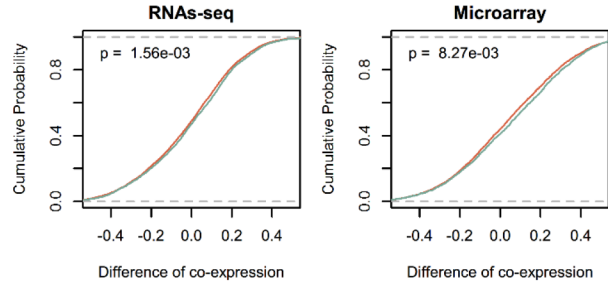 RNAs-seq
p = 1.56e-03
Cumulative Probability
0.0 0.4 0.8
-0.4 -0.2 0.0 0.2 0.4
Difference of co-expression
Microarray
p = 8.27e-03
Cumulative Probability
0.0 0.4 0.8
-0.4 -0.2 0.0 0.2 0.4
Difference of co-expression